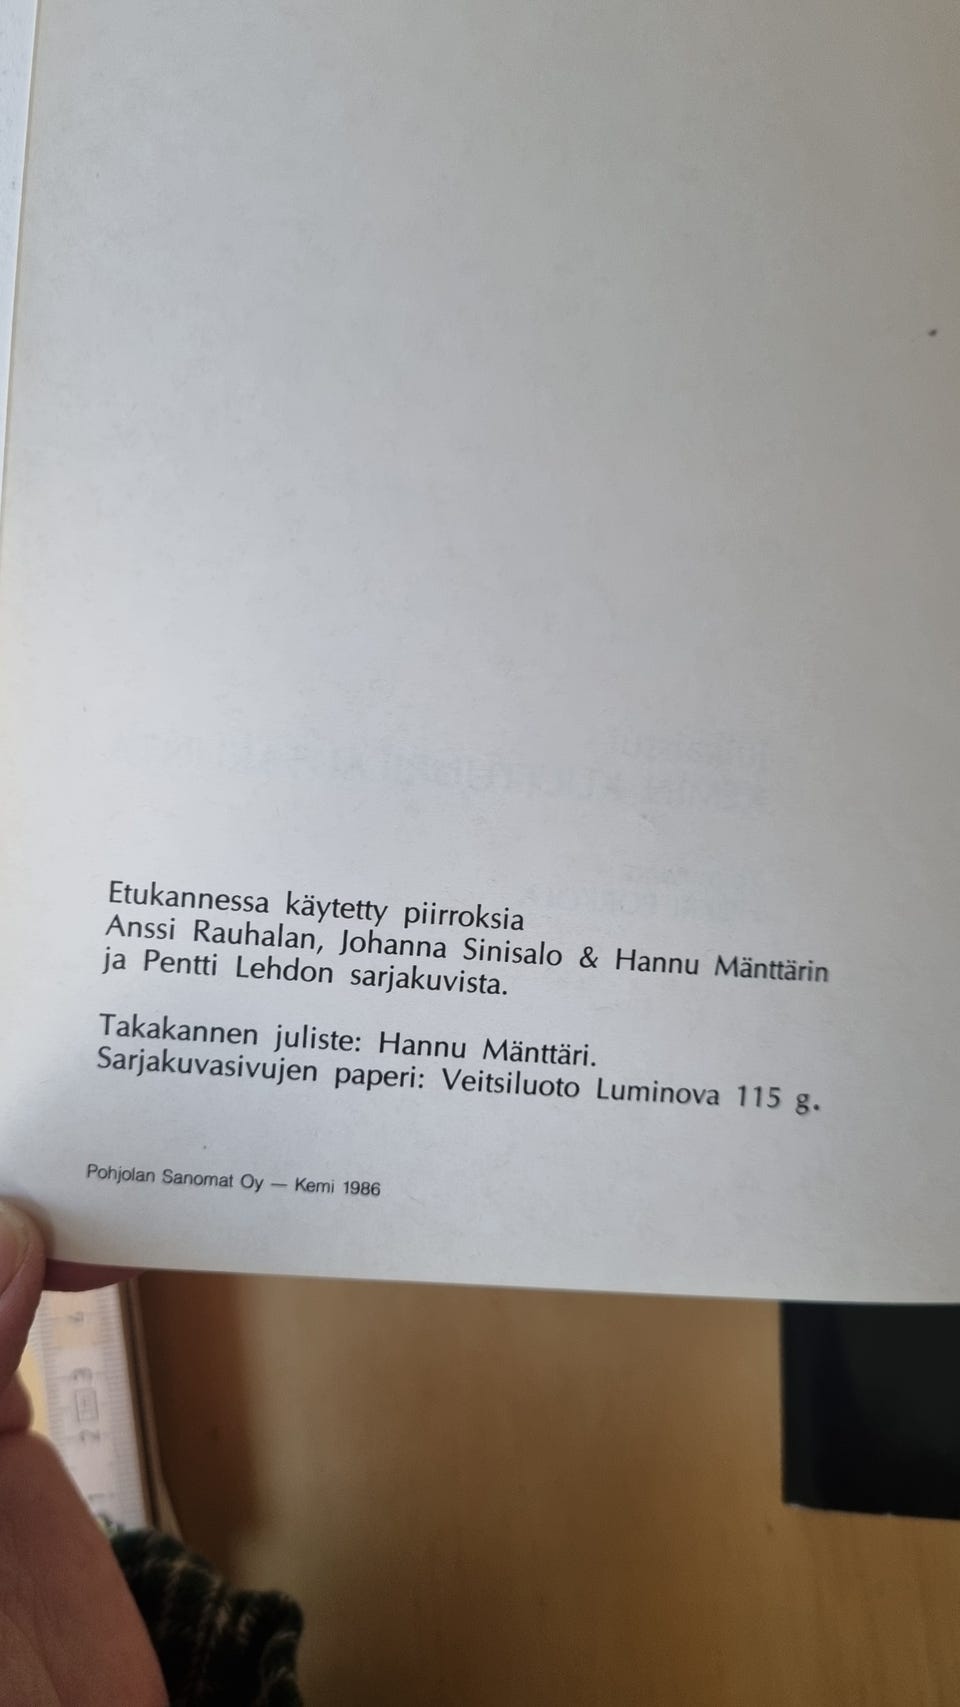 Etukannessa käytetty piirroksia
Anssi Rauhalan, Johanna Sinisalo & Hannu Mänttärin
ja Pentti Lehdon sarjakuvista.
Takakannen juliste: Hannu Mänttäri.
Sarjakuvasivujen paperi: Veitsiluoto Luminova 115 g.
Pohjolan Sanomat Oy — Kemi 1986